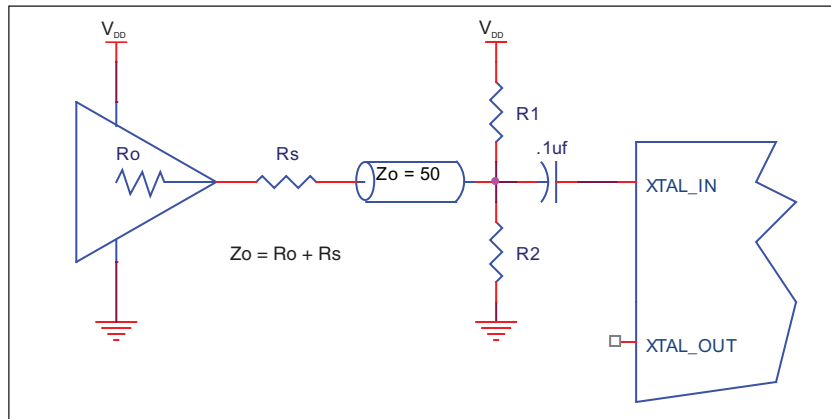 VDD
VDD
R1
.1uf
Ro
Rs
Zo = 50
XTAL_IN
Zo = Ro + Rs
R2
XTAL_OUT